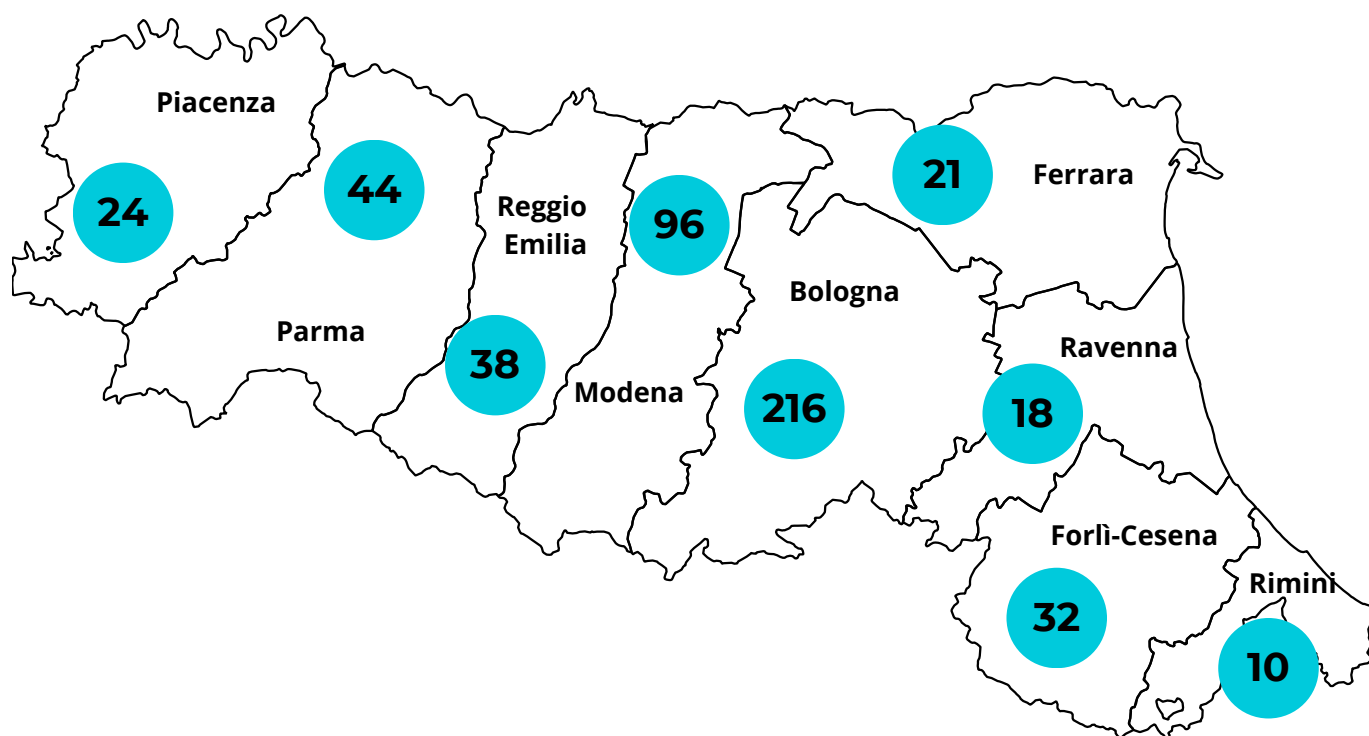 Piacenza
24
44
Parma
Reggio
Emilia
38
96
Modena
Bologna
216
21
Ferrara
Ravenna
18
Forlì-Cesena
32
Rimini
10